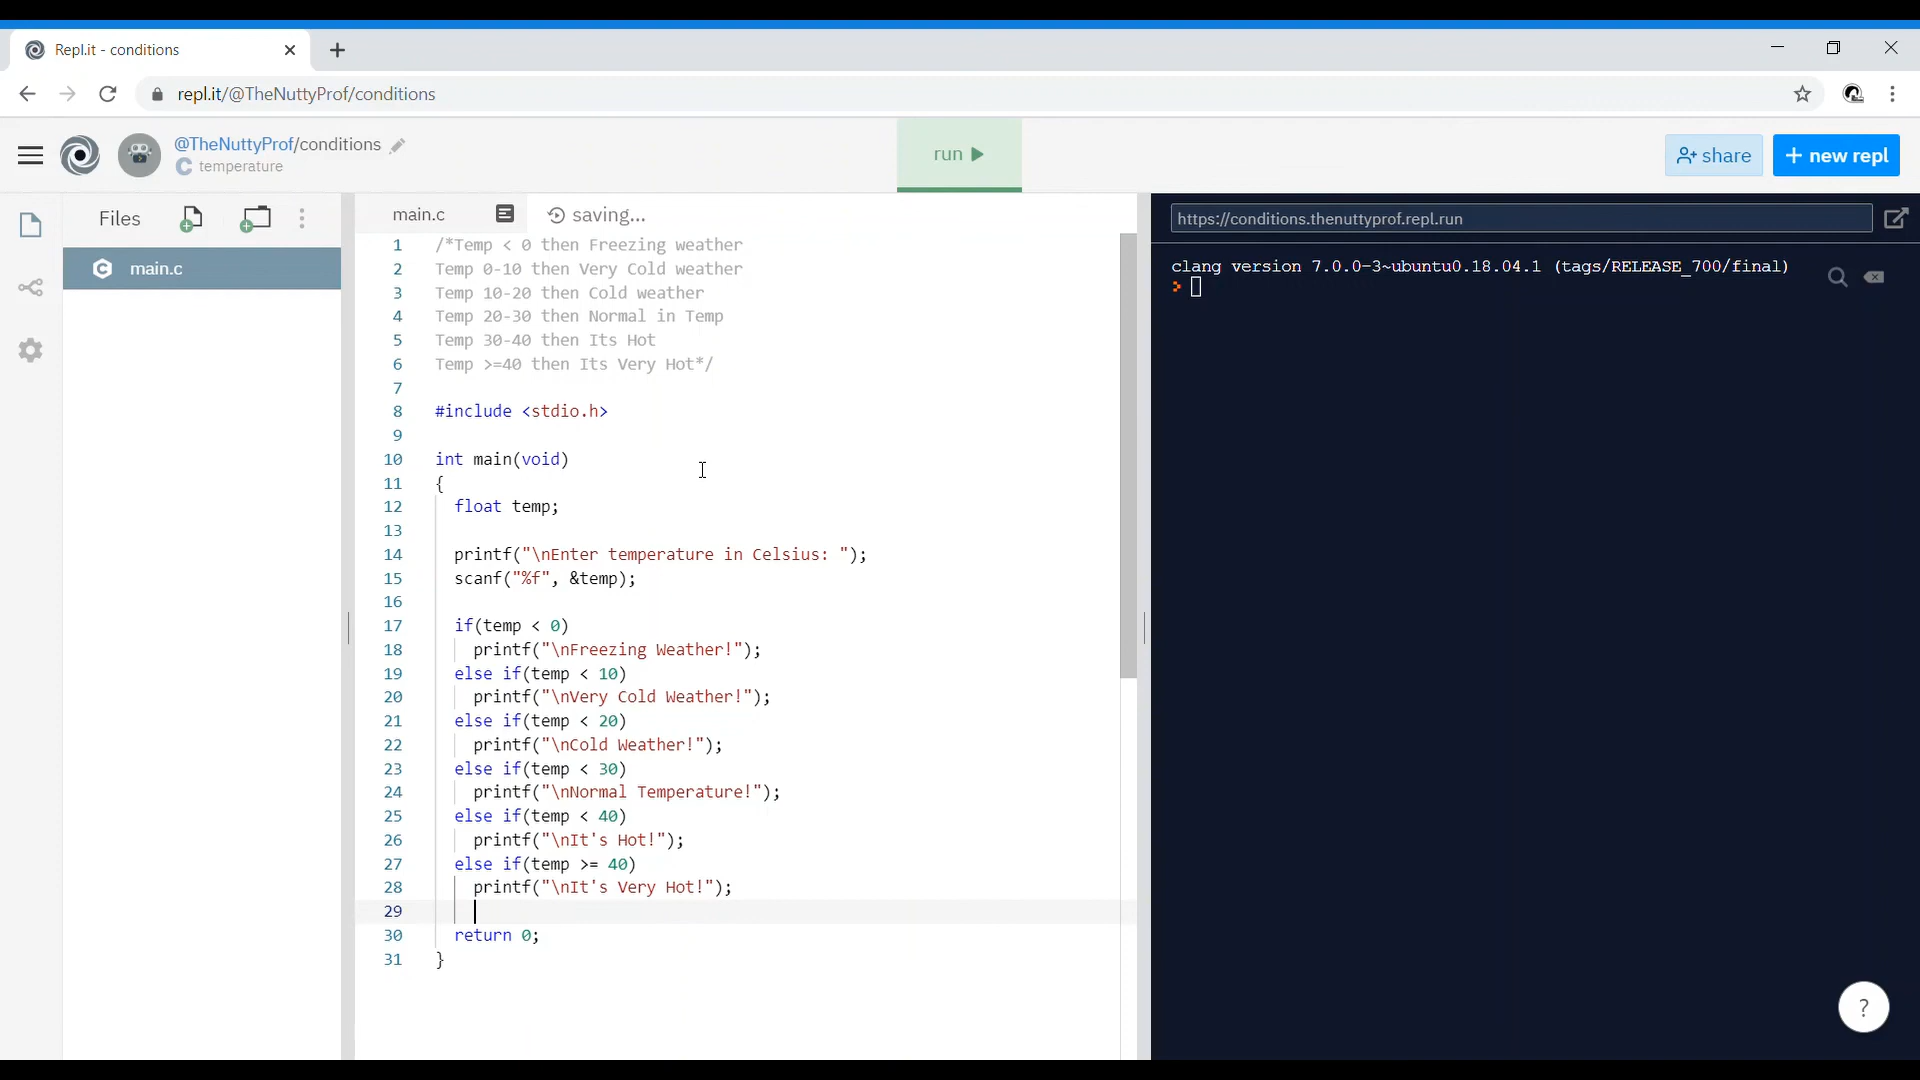 Repl.it - conditions
repl.it/@TheNuttyProf/conditions
@TheNuttyProf/conditions
temperature
run
share
+ new repl
Files
main.c
saving...
https://conditions.thenuttyprof.repl.run
main.c
1 /*Temp < 0 then Freezing weather
2 Temp 0-10 then Very Cold weather
3 Temp 10-20 then Cold weather
4 Temp 20-30 then Normal in Temp
5 Temp 30-40 then Its Hot
6 Temp >=40 then Its Very Hot*/
7
8 #include <stdio.h>
9
10 int main(void)
11 {
12 float temp;
13
14 printf("\nEnter temperature in Celsius: ");
15 scanf("%f", &temp);
16
17 if(temp < 0)
18 printf("\nFreezing Weather!");
19 else if(temp < 10)
20 printf("\nVery Cold Weather!");
21 else if(temp < 20)
22 printf("\nCold Weather!");
23 else if(temp < 30)
24 printf("\nNormal Temperature!");
25 else if(temp < 40)
26 printf("\nIt's Hot!");
27 else if(temp >= 40)
28 printf("\nIt's Very Hot!");
29
30 return 0;
31 }
clang version 7.0.0-3~ubuntu0.18.04.1 (tags/RELEASE_700/final)
>
?